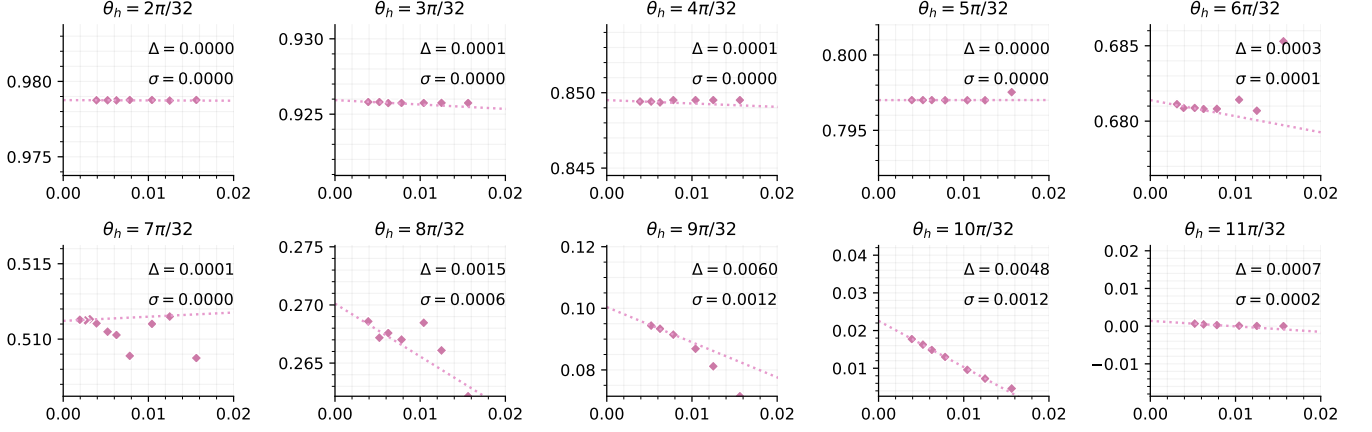 θh = 2π/32
Δ = 0.0000
σ = 0.0000
0.980
0.975
0.00 0.01 0.02
θh = 3π/32
Δ = 0.0001
σ = 0.0000
0.930
0.925
0.00 0.01 0.02
θh = 4π/32
Δ = 0.0001
σ = 0.0000
0.850
0.845
0.00 0.01 0.02
θh = 5π/32
Δ = 0.0000
σ = 0.0000
0.800
0.795
0.00 0.01 0.02
θh = 6π/32
Δ = 0.0003
σ = 0.0001
0.685
0.680
0.00 0.01 0.02
θh = 7π/32
Δ = 0.0001
σ = 0.0000
0.515
0.510
0.00 0.01 0.02
θh = 8π/32
Δ = 0.0015
σ = 0.0006
0.275
0.270
0.265
0.00 0.01 0.02
θh = 9π/32
Δ = 0.0060
σ = 0.0012
0.12
0.10
0.08
0.00 0.01 0.02
θh = 10π/32
Δ = 0.0048
σ = 0.0012
0.04
0.03
0.02
0.01
0.00 0.01 0.02
θh = 11π/32
Δ = 0.0007
σ = 0.0002
0.02
0.01
0.00
−0.01
0.00 0.01 0.02